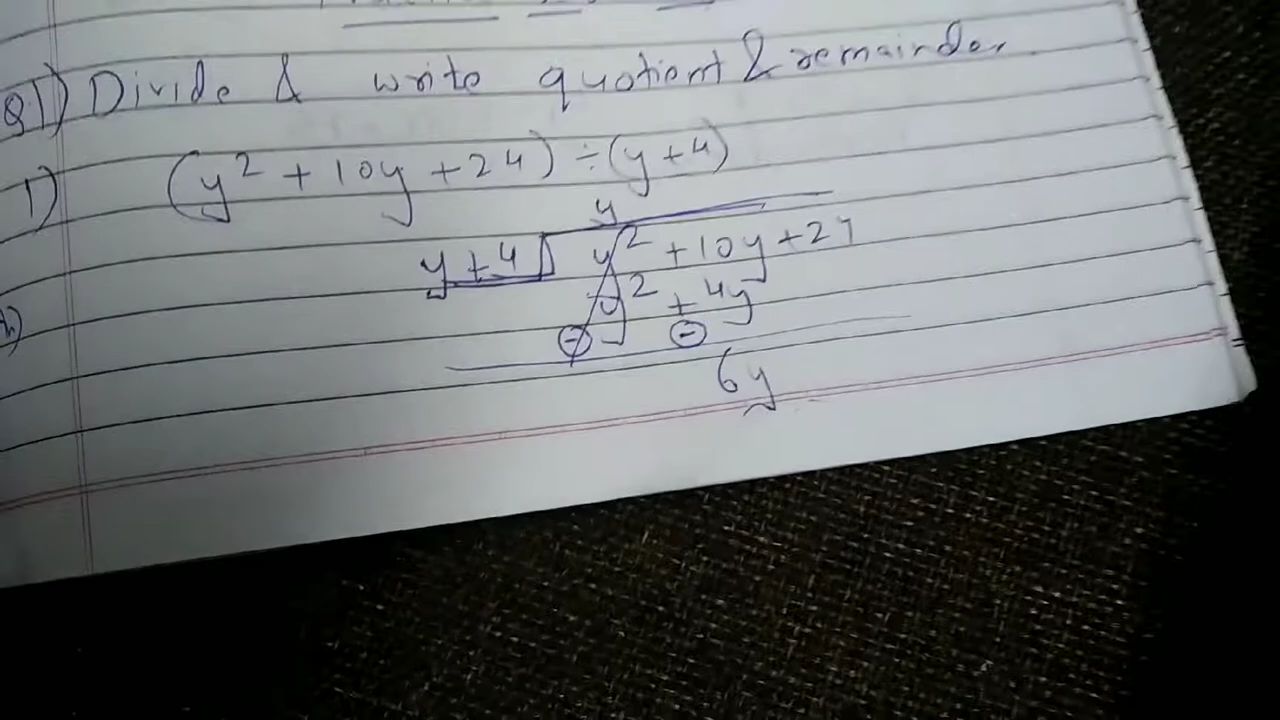 Q1) Divide & write quotient & remainder.
1) (y² + 10y + 24) ÷ (y + 4)
y
y + 4 y² + 10y + 24
y² + 4y
- -
6y